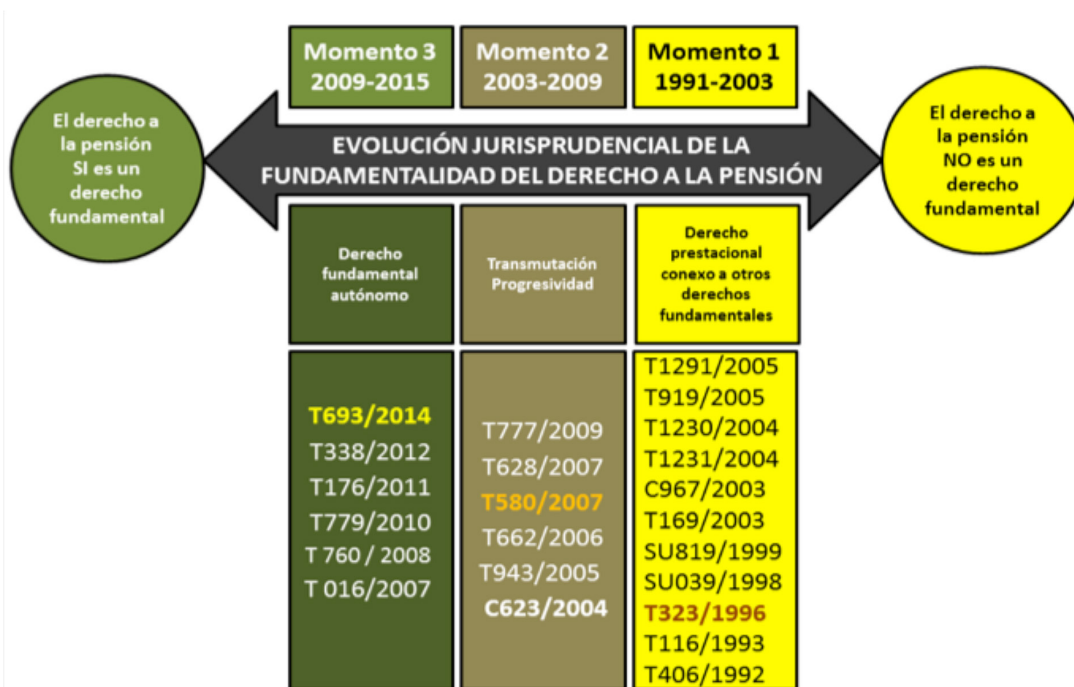 Momento 3
2009-2015
Momento 2
2003-2009
Momento 1
1991-2003
El derecho a
la pensión
SI es un
derecho
fundamental
EVOLUCIÓN JURISPRUDENCIAL DE LA
FUNDAMENTALIDAD DEL DERECHO A LA PENSIÓN
El derecho a
la pensión
NO es un
derecho
fundamental
Derecho
fundamental
autónomo
Transmutación
Progresividad
Derecho
prestacional
conexo a otros
derechos
fundamentales
T693/2014
T338/2012
T176/2011
T779/2010
T 760 / 2008
T 016/2007
T777/2009
T628/2007
T580/2007
T662/2006
T943/2005
C623/2004
T1291/2005
T919/2005
T1230/2004
T1231/2004
C967/2003
T169/2003
SU819/1999
SU039/1998
T323/1996
T116/1993
T406/1992